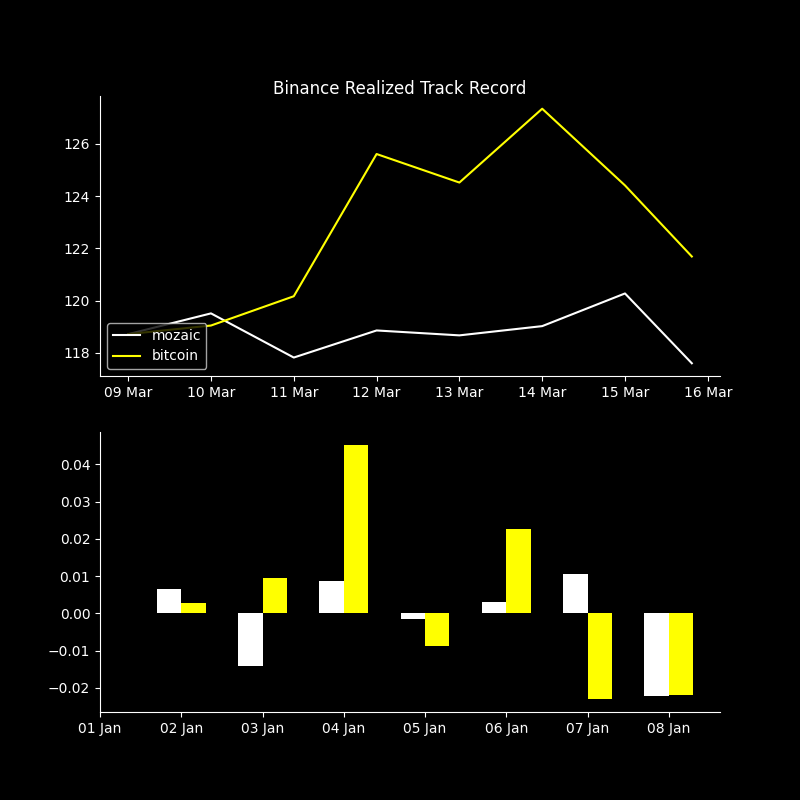 Binance Realized Track Record
126
124
122
120
118
mozaic
bitcoin
09 Mar 10 Mar 11 Mar 12 Mar 13 Mar 14 Mar 15 Mar 16 Mar
0.04
0.03
0.02
0.01
0.00
−0.01
−0.02
01 Jan 02 Jan 03 Jan 04 Jan 05 Jan 06 Jan 07 Jan 08 Jan